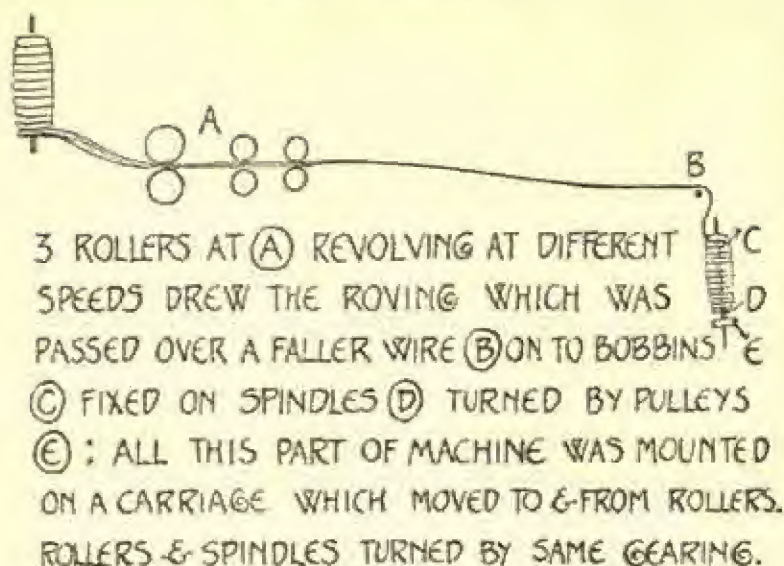 A
B
3 ROLLERS AT Ⓐ REVOLVING AT DIFFERENT
C
SPEEDS DREW THE ROVING WHICH WAS
D
PASSED OVER A FALLER WIRE Ⓑ ON TO BOBBINS
E
Ⓒ FIXED ON SPINDLES Ⓓ TURNED BY PULLEYS
Ⓔ : ALL THIS PART OF MACHINE WAS MOUNTED
ON A CARRIAGE WHICH MOVED TO & FROM ROLLERS.
ROLLERS & SPINDLES TURNED BY SAME GEARING.